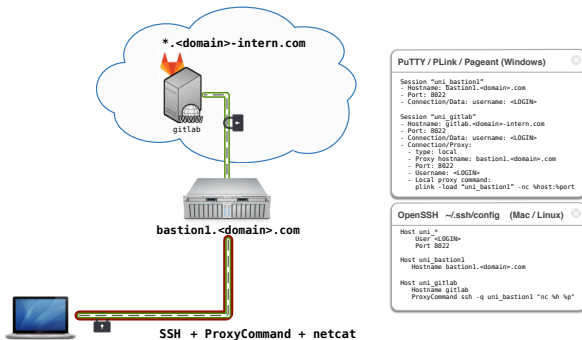 *.<domain>-intern.com
gitlab
bastion1.<domain>.com
SSH + ProxyCommand + netcat
PuTTY / PLink / Pageant (Windows)
Session “uni_bastion1”
- Hostname: bastion1.<domain>.com
- Port: 8022
- Connection/Data: username: <LOGIN>
Session “uni_gitlab”
- Hostname: gitlab.<domain>-intern.com
- Port: 8022
- Connection/Data: username: <LOGIN>
- Connection/Proxy:
- type: local
- Proxy hostname: bastion1.<domain>.com
- Port: 8022
- Username: <LOGIN>
- Local proxy command:
plink -load “uni_bastion1” -nc %host:%port
OpenSSH ~/.ssh/config (Mac / Linux)
Host uni_*
User <LOGIN>
Port 8022
Host uni_bastion1
Hostname bastion1.<domain>.com
Host uni_gitlab
Hostname gitlab
ProxyCommand ssh -q uni_bastion1 "nc %h %p"